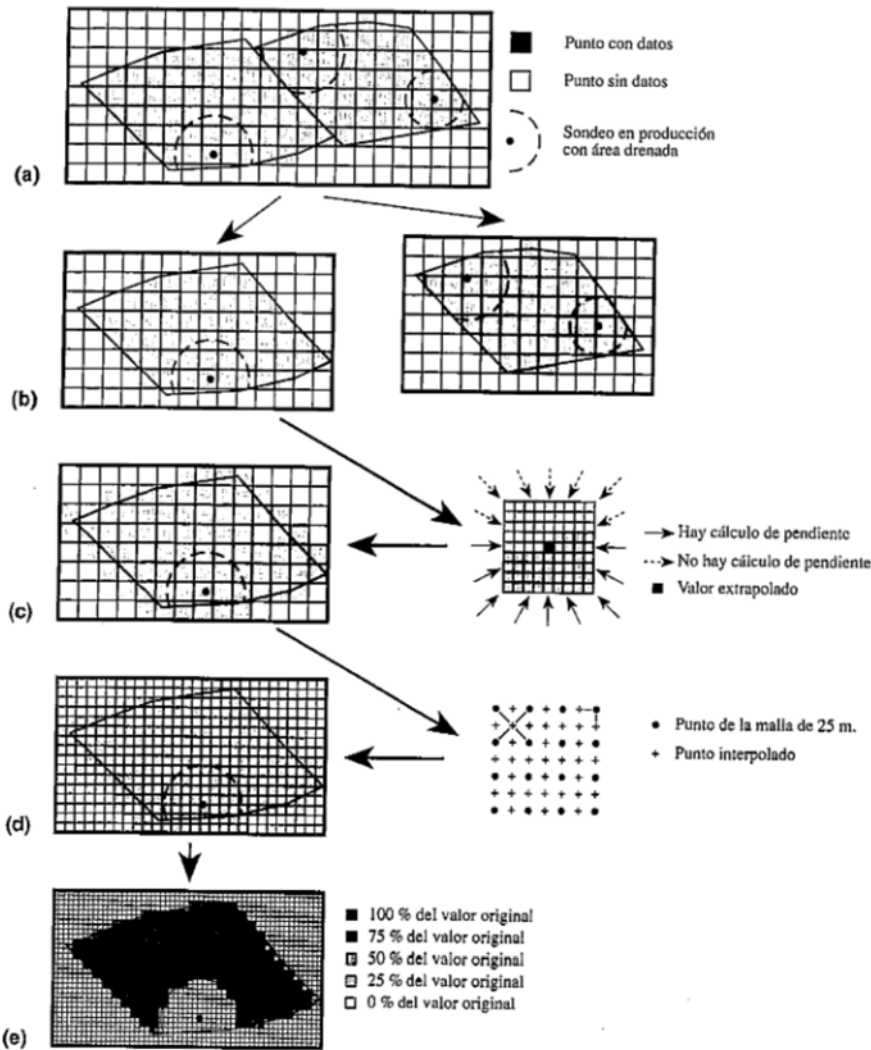 Punto con datos
Punto sin datos
Sondeo en producción
con área drenada
(a)
(b)
Hay cálculo de pendiente
No hay cálculo de pendiente
Valor extrapolado
(c)
Punto de la malla de 25 m.
Punto interpolado
(d)
100 % del valor original
75 % del valor original
50 % del valor original
25 % del valor original
0 % del valor original
(e)